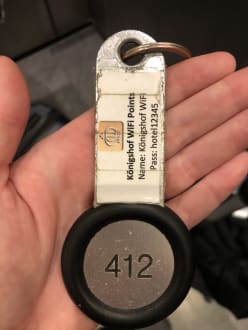 Königshof WiFi Points
Name: Königshof WiFi
Pass: hotel12345
412